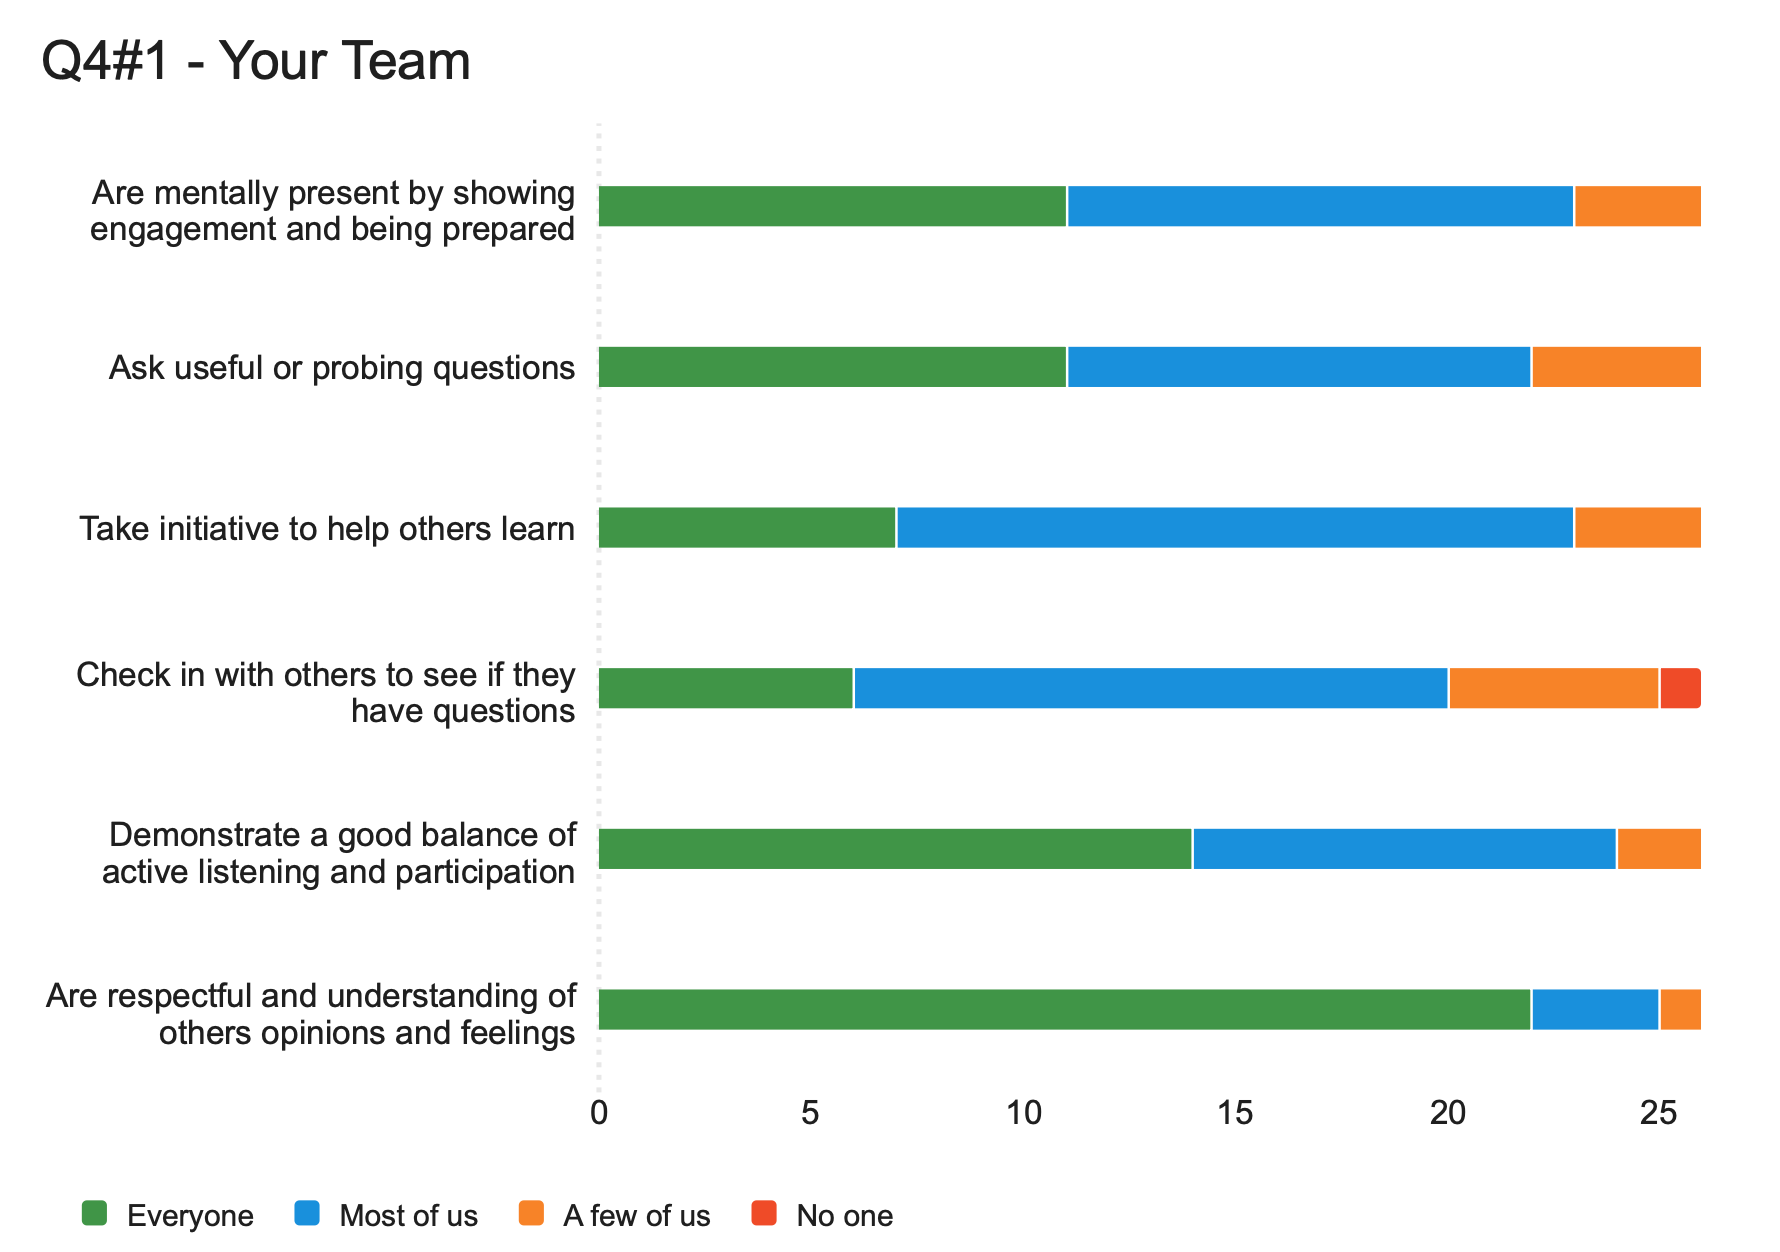 Q4#1 - Your Team
Are mentally present by showing
engagement and being prepared
Ask useful or probing questions
Take initiative to help others learn
Check in with others to see if they
have questions
Demonstrate a good balance of
active listening and participation
Are respectful and understanding of
others opinions and feelings
0 5 10 15 20 25
Everyone Most of us A few of us No one